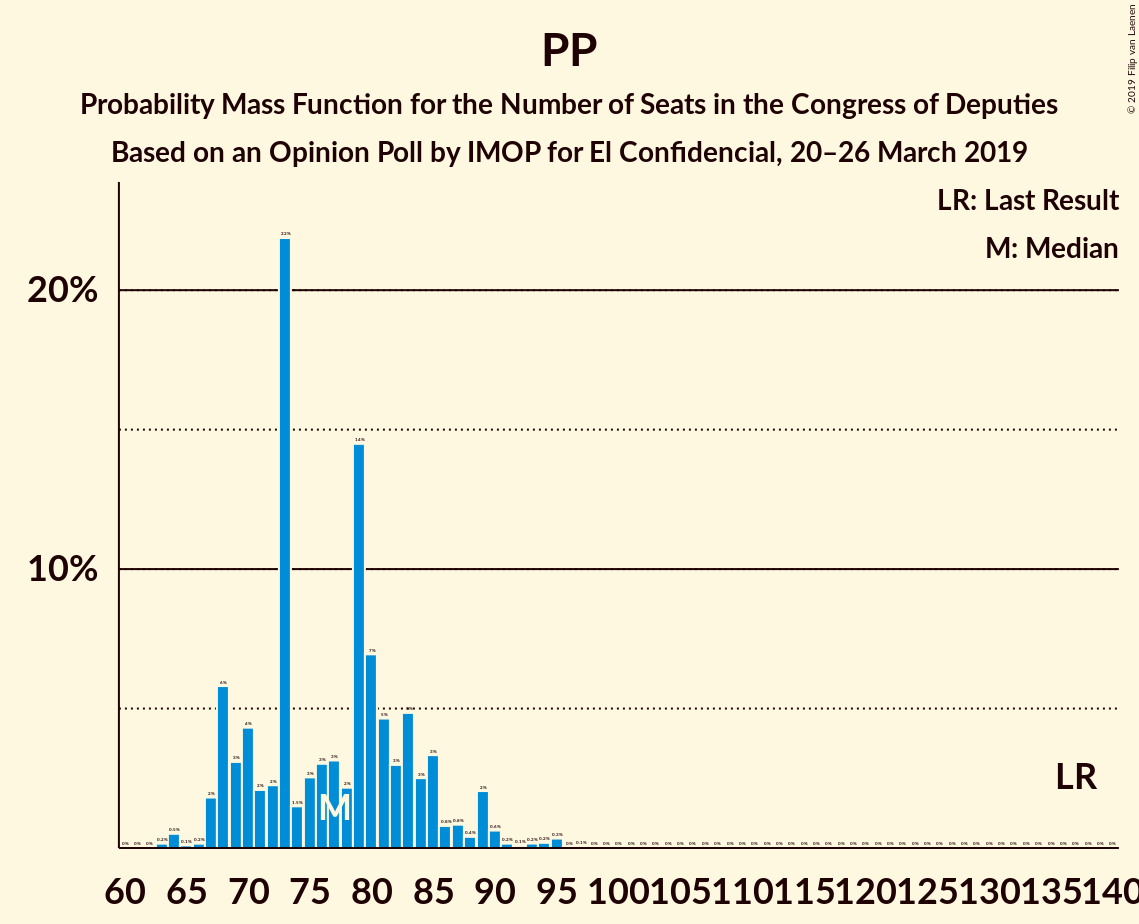 PP
Probability Mass Function for the Number of Seats in the Congress of Deputies
Based on an Opinion Poll by IMOP for El Confidencial, 20–26 March 2019
© 2019 Filip van Laenen
LR: Last Result
M: Median
20%
10%
M
LR
60 65 70 75 80 85 90 95 100 105 110 115 120 125 130 135 140